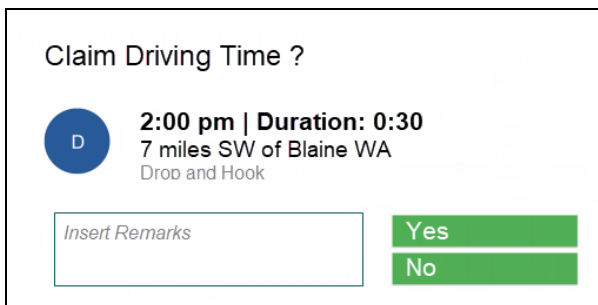 Claim Driving Time ?
D
2:00 pm | Duration: 0:30
7 miles SW of Blaine WA
Drop and Hook
Insert Remarks
Yes
No